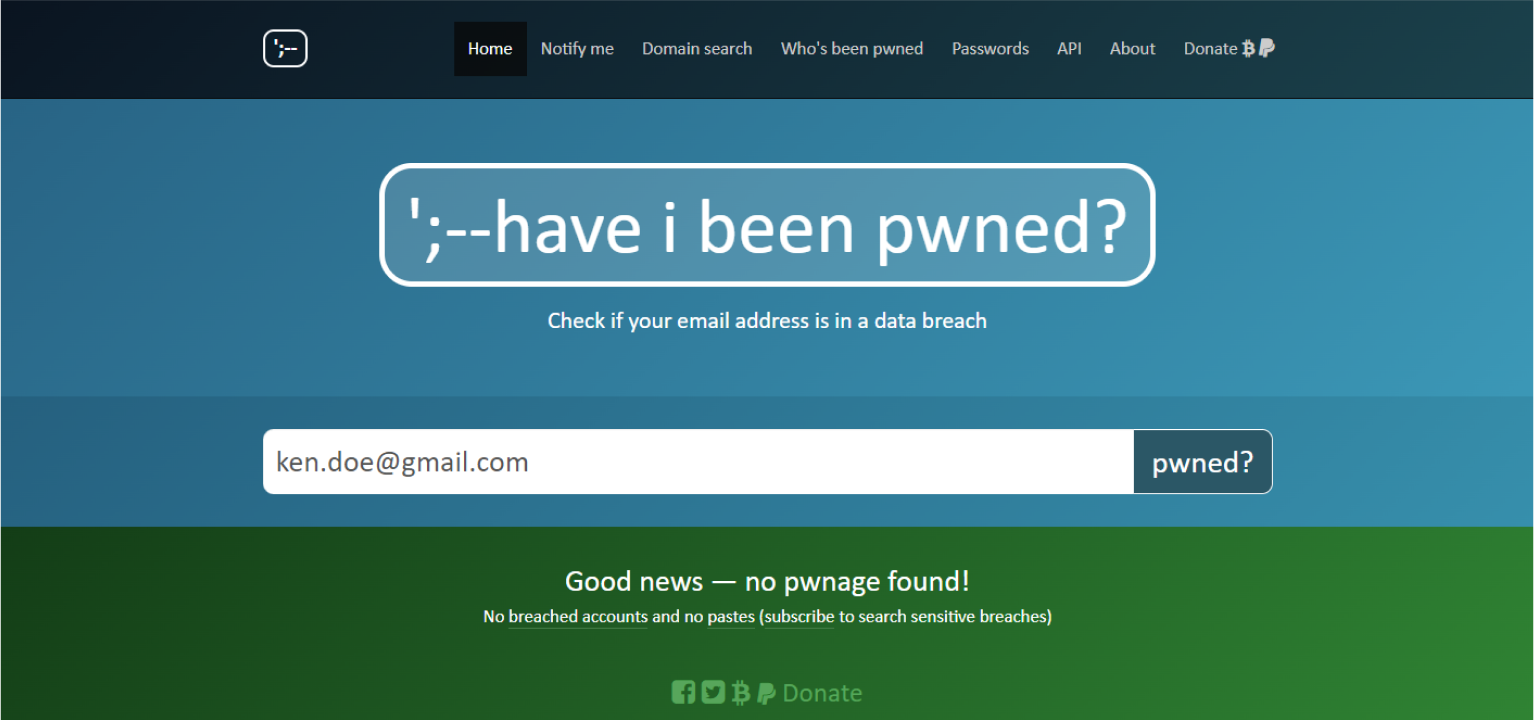 ';--
Home Notify me Domain search Who's been pwned Passwords API About Donate
';--have i been pwned?
Check if your email address is in a data breach
ken.doe@gmail.com pwned?
Good news — no pwnage found!
No breached accounts and no pastes (subscribe to search sensitive breaches)
Donate